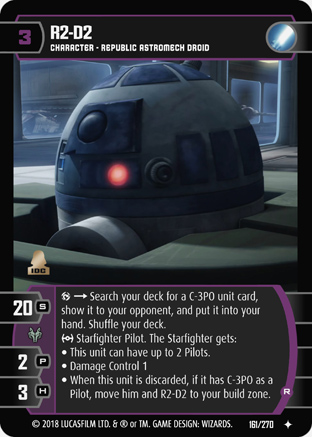 3
R2-D2
CHARACTER • REPUBLIC ASTROMECH DROID
IDC
20 S
2 P
3 H
→ Search your deck for a C-3PO unit card,
show it to your opponent, and put it into your
hand. Shuffle your deck.
Starfighter Pilot. The Starfighter gets:
• This unit can have up to 2 Pilots.
• Damage Control 1
• When this unit is discarded, if it has C-3PO as a
Pilot, move him and R2-D2 to your build zone.
R
© 2018 LUCASFILM LTD. & ® or TM. GAME DESIGN: WIZARDS.
161/270